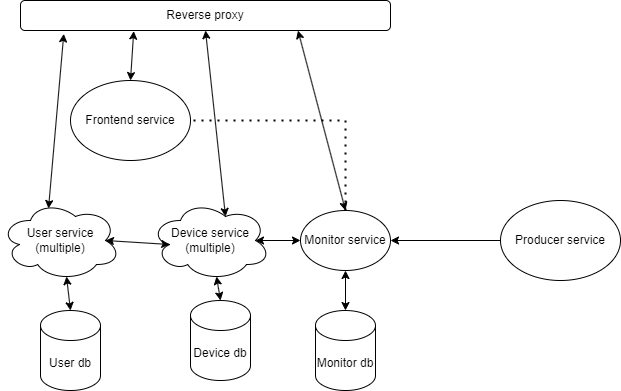 Reverse proxy
Frontend service
User service
(multiple)
Device service
(multiple)
Monitor service
Producer service
User db
Device db
Monitor db